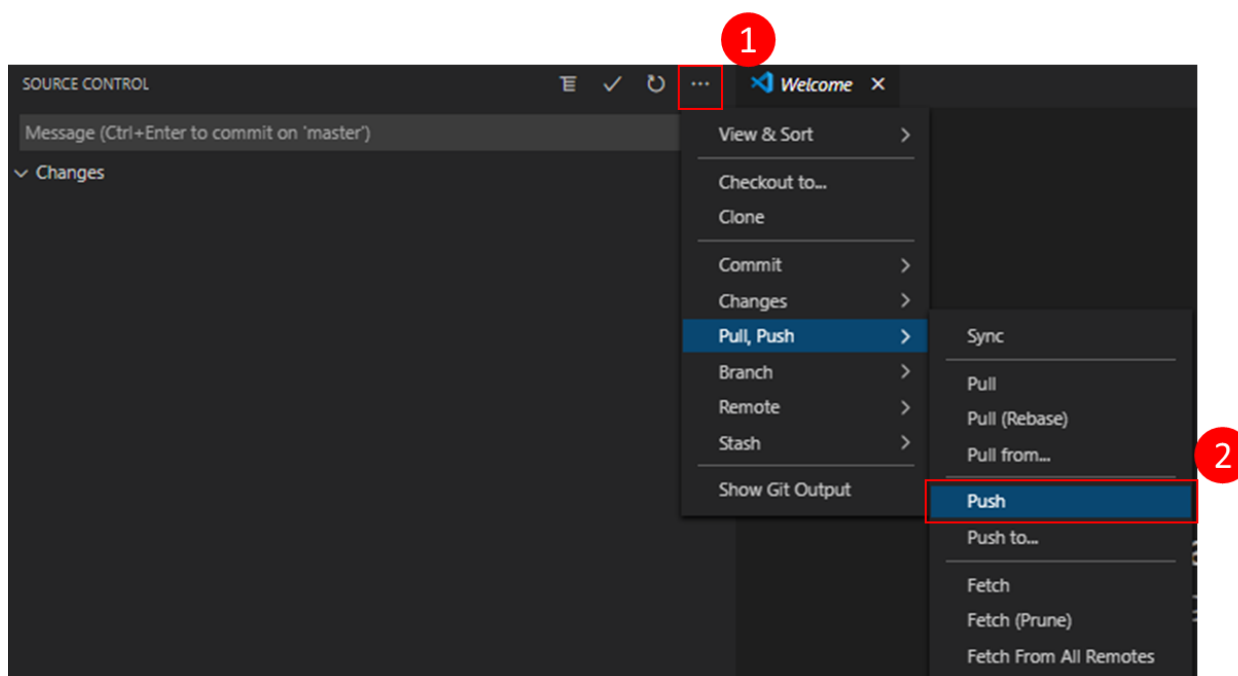 1
SOURCE CONTROL
Welcome
Message (Ctrl+Enter to commit on 'master')
Changes
View & Sort
Checkout to...
Clone
Commit
Changes
Pull, Push
Branch
Remote
Stash
Show Git Output
Sync
Pull
Pull (Rebase)
Pull from...
2
Push
Push to...
Fetch
Fetch (Prune)
Fetch From All Remotes